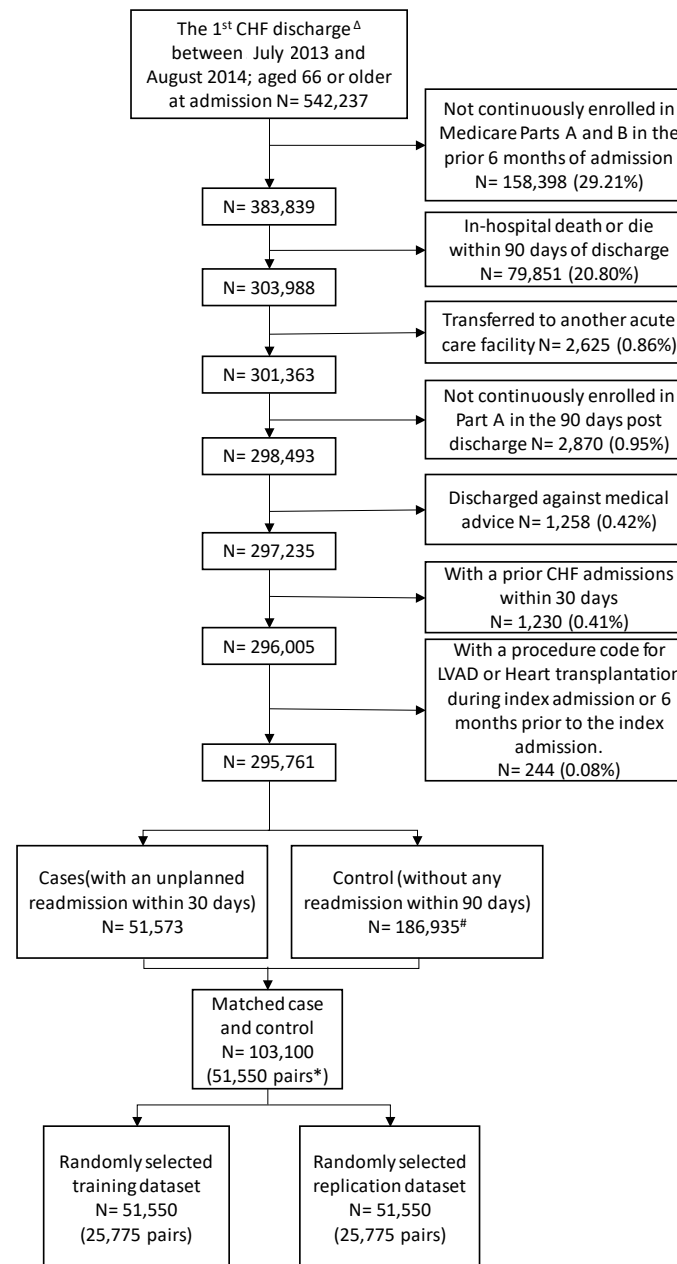 The 1st CHF discharge Δ
between July 2013 and
August 2014; aged 66 or older
at admission N= 542,237
Not continuously enrolled in
Medicare Parts A and B in the
prior 6 months of admission
N= 158,398 (29.21%)
N= 383,839
In-hospital death or die
within 90 days of discharge
N= 79,851 (20.80%)
N= 303,988
Transferred to another acute
care facility N= 2,625 (0.86%)
N= 301,363
Not continuously enrolled in
Part A in the 90 days post
discharge N= 2,870 (0.95%)
N= 298,493
Discharged against medical
advice N= 1,258 (0.42%)
N= 297,235
With a prior CHF admissions
within 30 days
N= 1,230 (0.41%)
N= 296,005
With a procedure code for
LVAD or Heart transplantation
during index admission or 6
months prior to the index
admission.
N= 244 (0.08%)
N= 295,761
Cases(with an unplanned
readmission within 30 days)
N= 51,573
Control (without any
readmission within 90 days)
N= 186,935#
Matched case
and control
N= 103,100
(51,550 pairs*)
Randomly selected
training dataset
N= 51,550
(25,775 pairs)
Randomly selected
replication dataset
N= 51,550
(25,775 pairs)